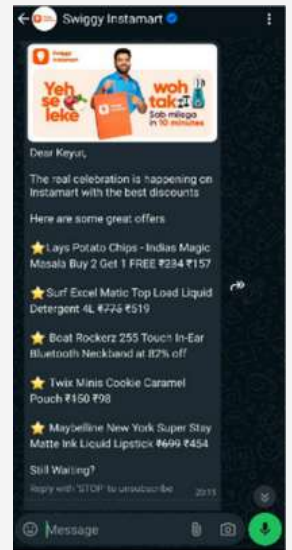 Swiggy Instamart
swiggy
instamart
Yeh
se
leke
woh
tak
Sab milega
in 10 minutes
Dear Keyur,
The real celebration is happening on
Instamart with the best discounts
Here are some great offers
⭐Lays Potato Chips - Indias Magic
Masala Buy 2 Get 1 FREE ₹234 ₹157
⭐Surf Excel Matic Top Load Liquid
Detergent 4L ₹775 ₹519
⭐ Boat Rockerz 255 Touch In-Ear
Bluetooth Neckband at 82% off
⭐ Twix Minis Cookie Caramel
Pouch ₹150 ₹98
⭐ Maybelline New York Super Stay
Matte Ink Liquid Lipstick ₹699 ₹454
Still Waiting?
Reply with 'STOP' to unsubscribe
20:13
Message